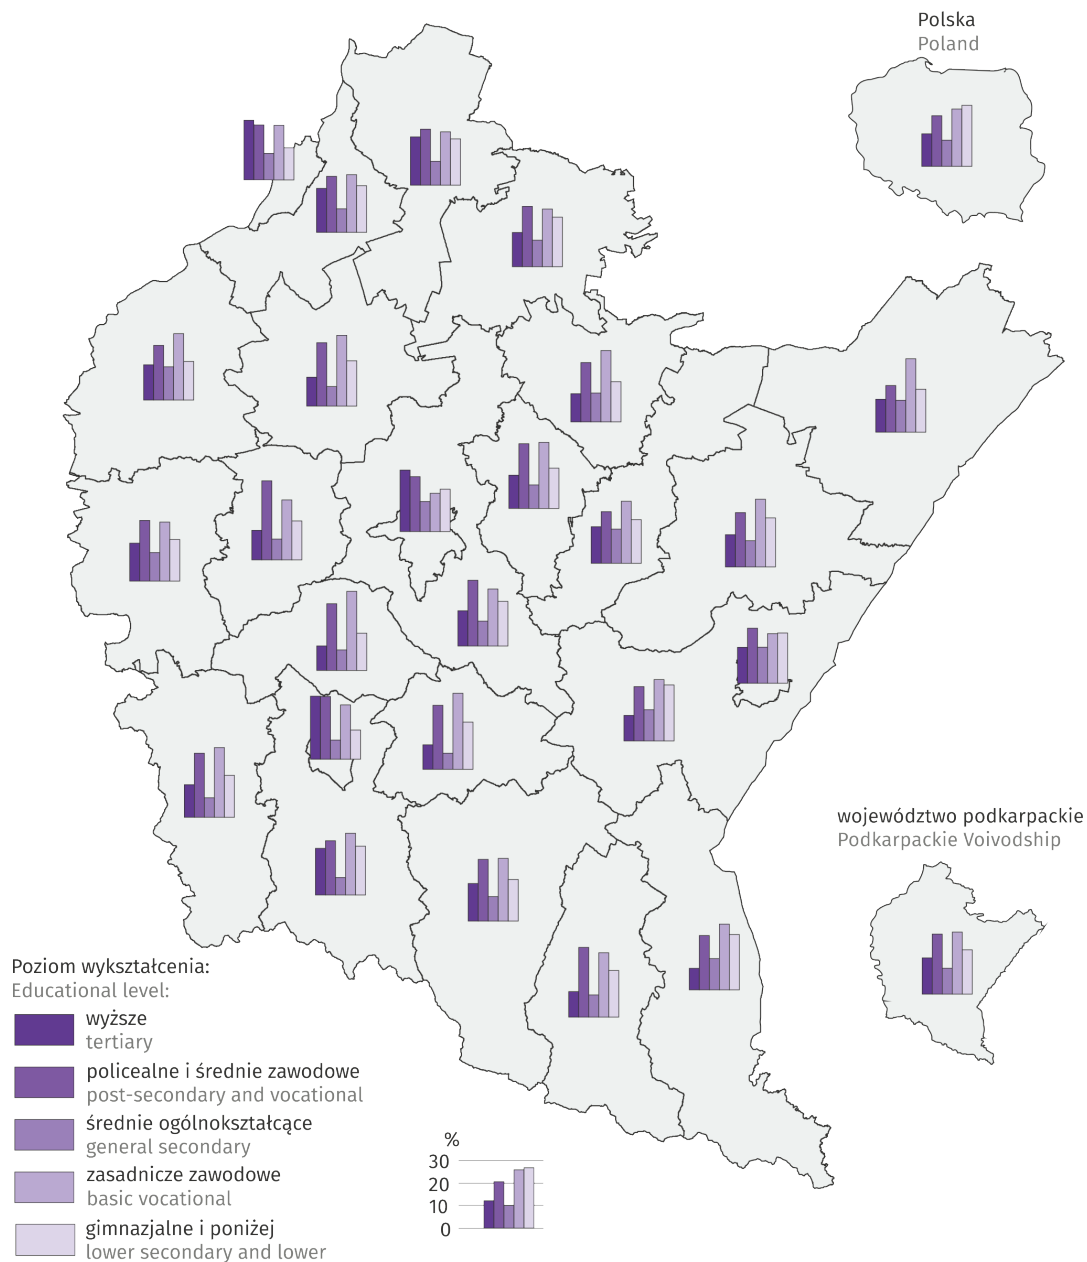 Polska
Poland
województwo podkarpackie
Podkarpackie Voivodship
Poziom wykształcenia:
Educational level:
wyższe
tertiary
policealne i średnie zawodowe
post-secondary and vocational
średnie ogólnokształcące
general secondary
zasadnicze zawodowe
basic vocational
gimnazjalne i poniżej
lower secondary and lower
%
30
20
10
0